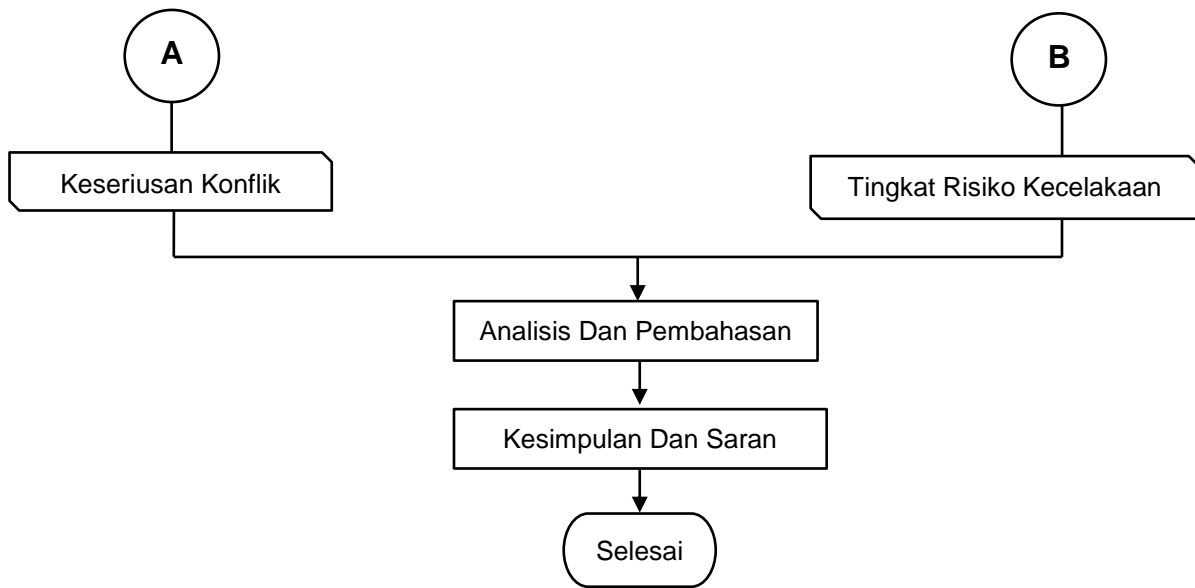 A
B
Keseriusan Konflik
Tingkat Risiko Kecelakaan
Analisis Dan Pembahasan
Kesimpulan Dan Saran
Selesai